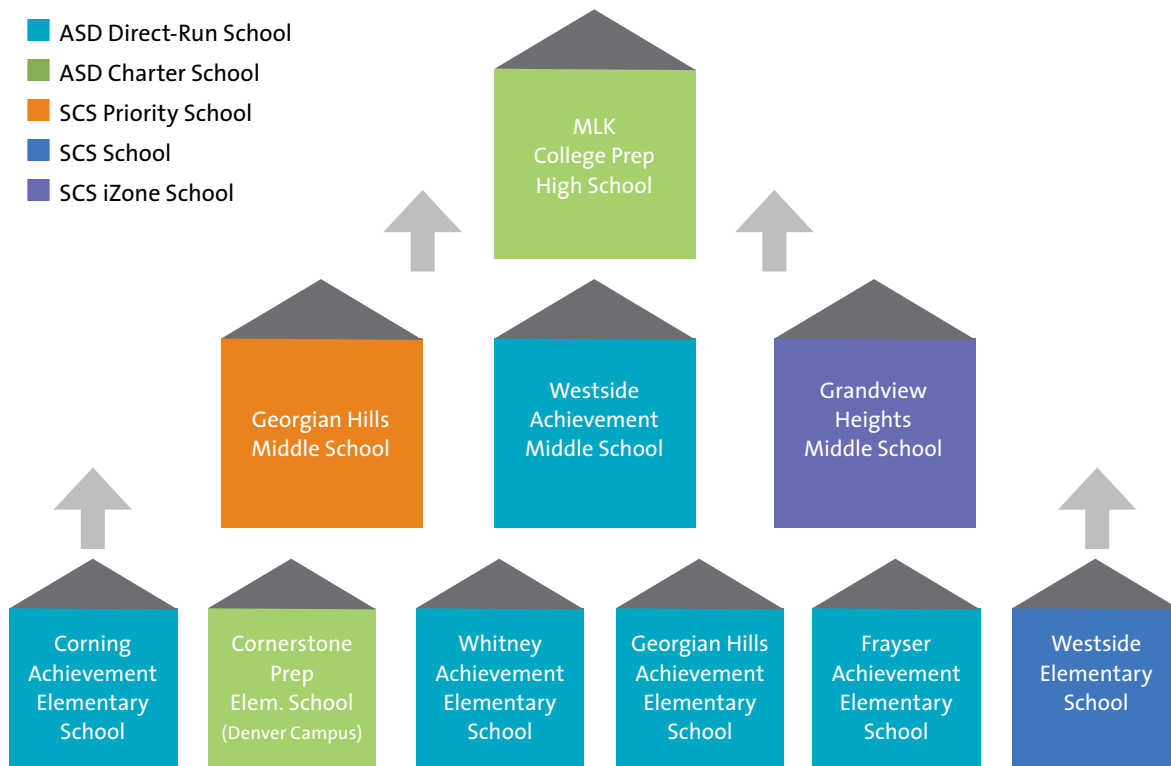 ASD Direct-Run School
ASD Charter School
SCS Priority School
SCS School
SCS iZone School
MLK
College Prep
High School
Georgian Hills
Middle School
Westside
Achievement
Middle School
Grandview
Heights
Middle School
Corning
Achievement
Elementary
School
Cornerstone
Prep
Elem. School
(Denver Campus)
Whitney
Achievement
Elementary
School
Georgian Hills
Achievement
Elementary
School
Frayser
Achievement
Elementary
School
Westside
Elementary
School